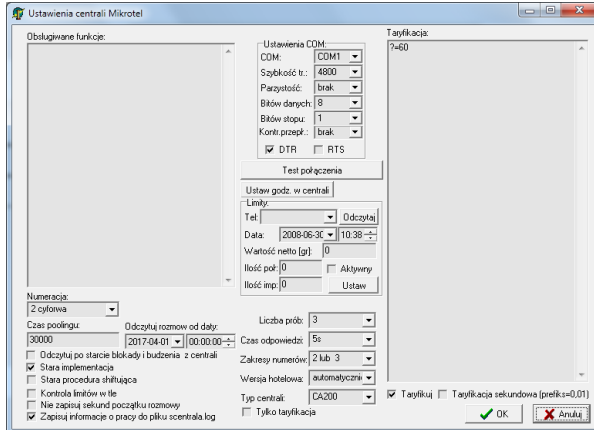 Ustawienia centrali Mikrotel
Obsługiwane funkcje:
Numeracja:
2 cyfrowa
Czas poolingu:
30000
Odczytuj rozmow od daty:
2017-04-01 00:00:00
Odczytuj po starcie blokady i budzenia z centrali
Stara implementacja
Stara procedura shiftująca
Kontrola limitów w tle
Nie zapisuj sekund początku rozmowy
Zapisuj informacje o pracy do pliku scentrala.log
Ustawienia COM:
COM: COM1
Szybkość tr.: 4800
Parzystość: brak
Bitów danych: 8
Bitów stopu: 1
Kontr.przepł.: brak
DTR RTS
Test połączenia
Ustaw godz. w centrali
Limity:
Tel: Odczytaj
Data: 2008-06-30 10:38
Wartość netto [gr]: 0
Ilość poł: 0 Aktywny
Ilość imp: 0 Ustaw
Liczba prób: 3
Czas odpowiedzi: 5s
Zakresy numerów: 2 lub 3
Wersja hotelowa: automatyczni
Typ centrali: CA200
Tylko taryfikacja
Taryfikacja:
?=60
Taryfikuj Taryfikacja sekundowa (prefiks=0,01)
OK Anuluj